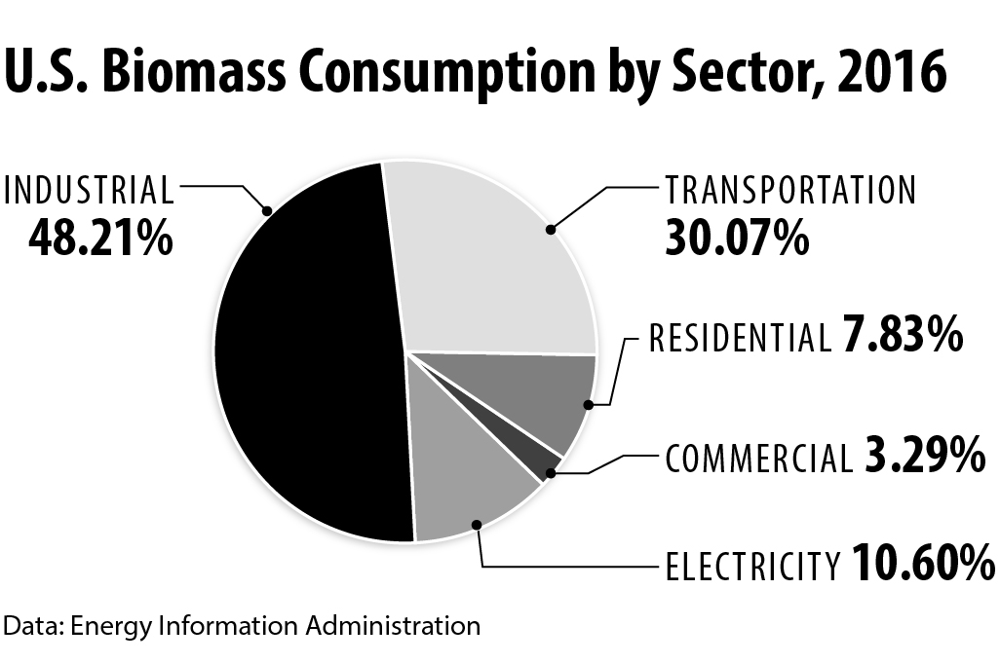 U.S. Biomass Consumption by Sector, 2016
INDUSTRIAL
48.21%
TRANSPORTATION
30.07%
RESIDENTIAL 7.83%
COMMERCIAL 3.29%
ELECTRICITY 10.60%
Data: Energy Information Administration